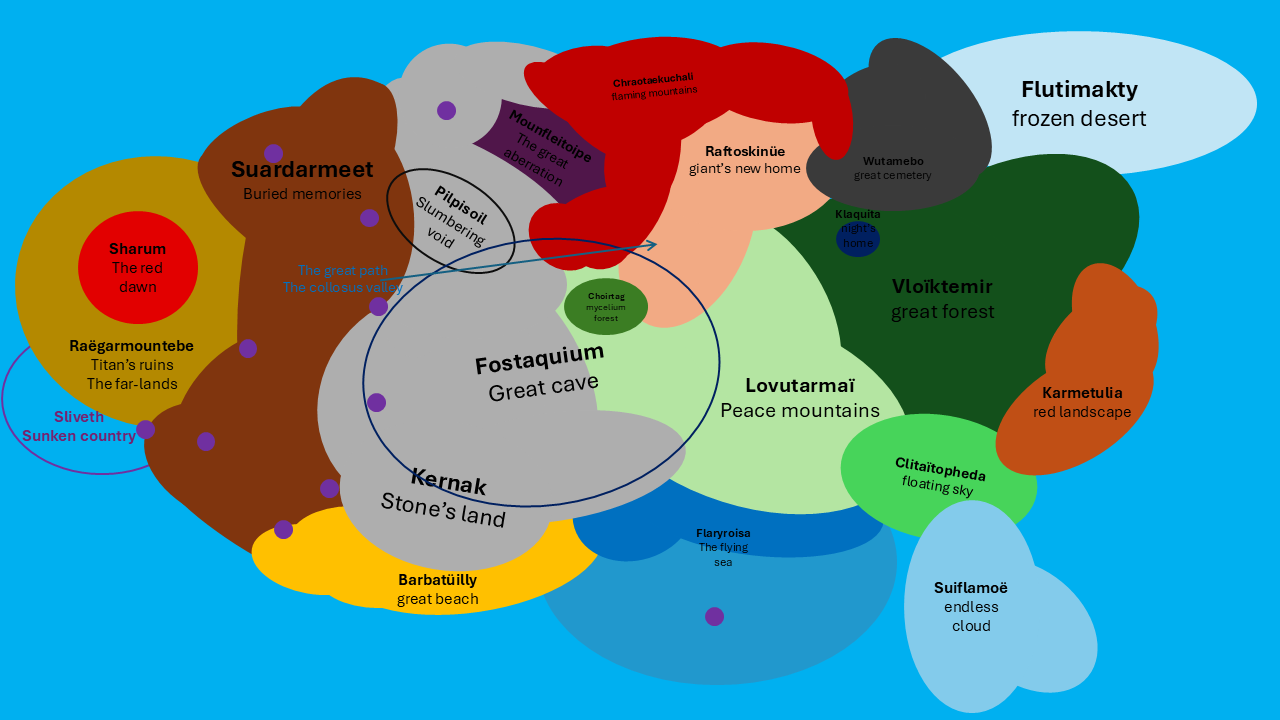 Flutimakty
frozen desert
Chraotaekuchali
flaming mountains
Mounfleitoipe
The great
aberration
Raftoskinüe
giant's new home
Wutamebo
great cemetery
Suardarmeet
Buried memories
Pilpisoil
Slumbering
void
Klaquita
night's
home
Sharum
The red
dawn
The great path
The collosus valley
Vloïktemir
great forest
Choirtag
mycelium
forest
Raëgarmountebe
Titan's ruins
The far-lands
Fostaquium
Great cave
Lovutarmaï
Peace mountains
Karmetulia
red landscape
Sliveth
Sunken country
Clitaïtopheda
floating sky
Kernak
Stone's land
Flaryroisa
The flying
sea
Barbatüilly
great beach
Suiflamoë
endless
cloud